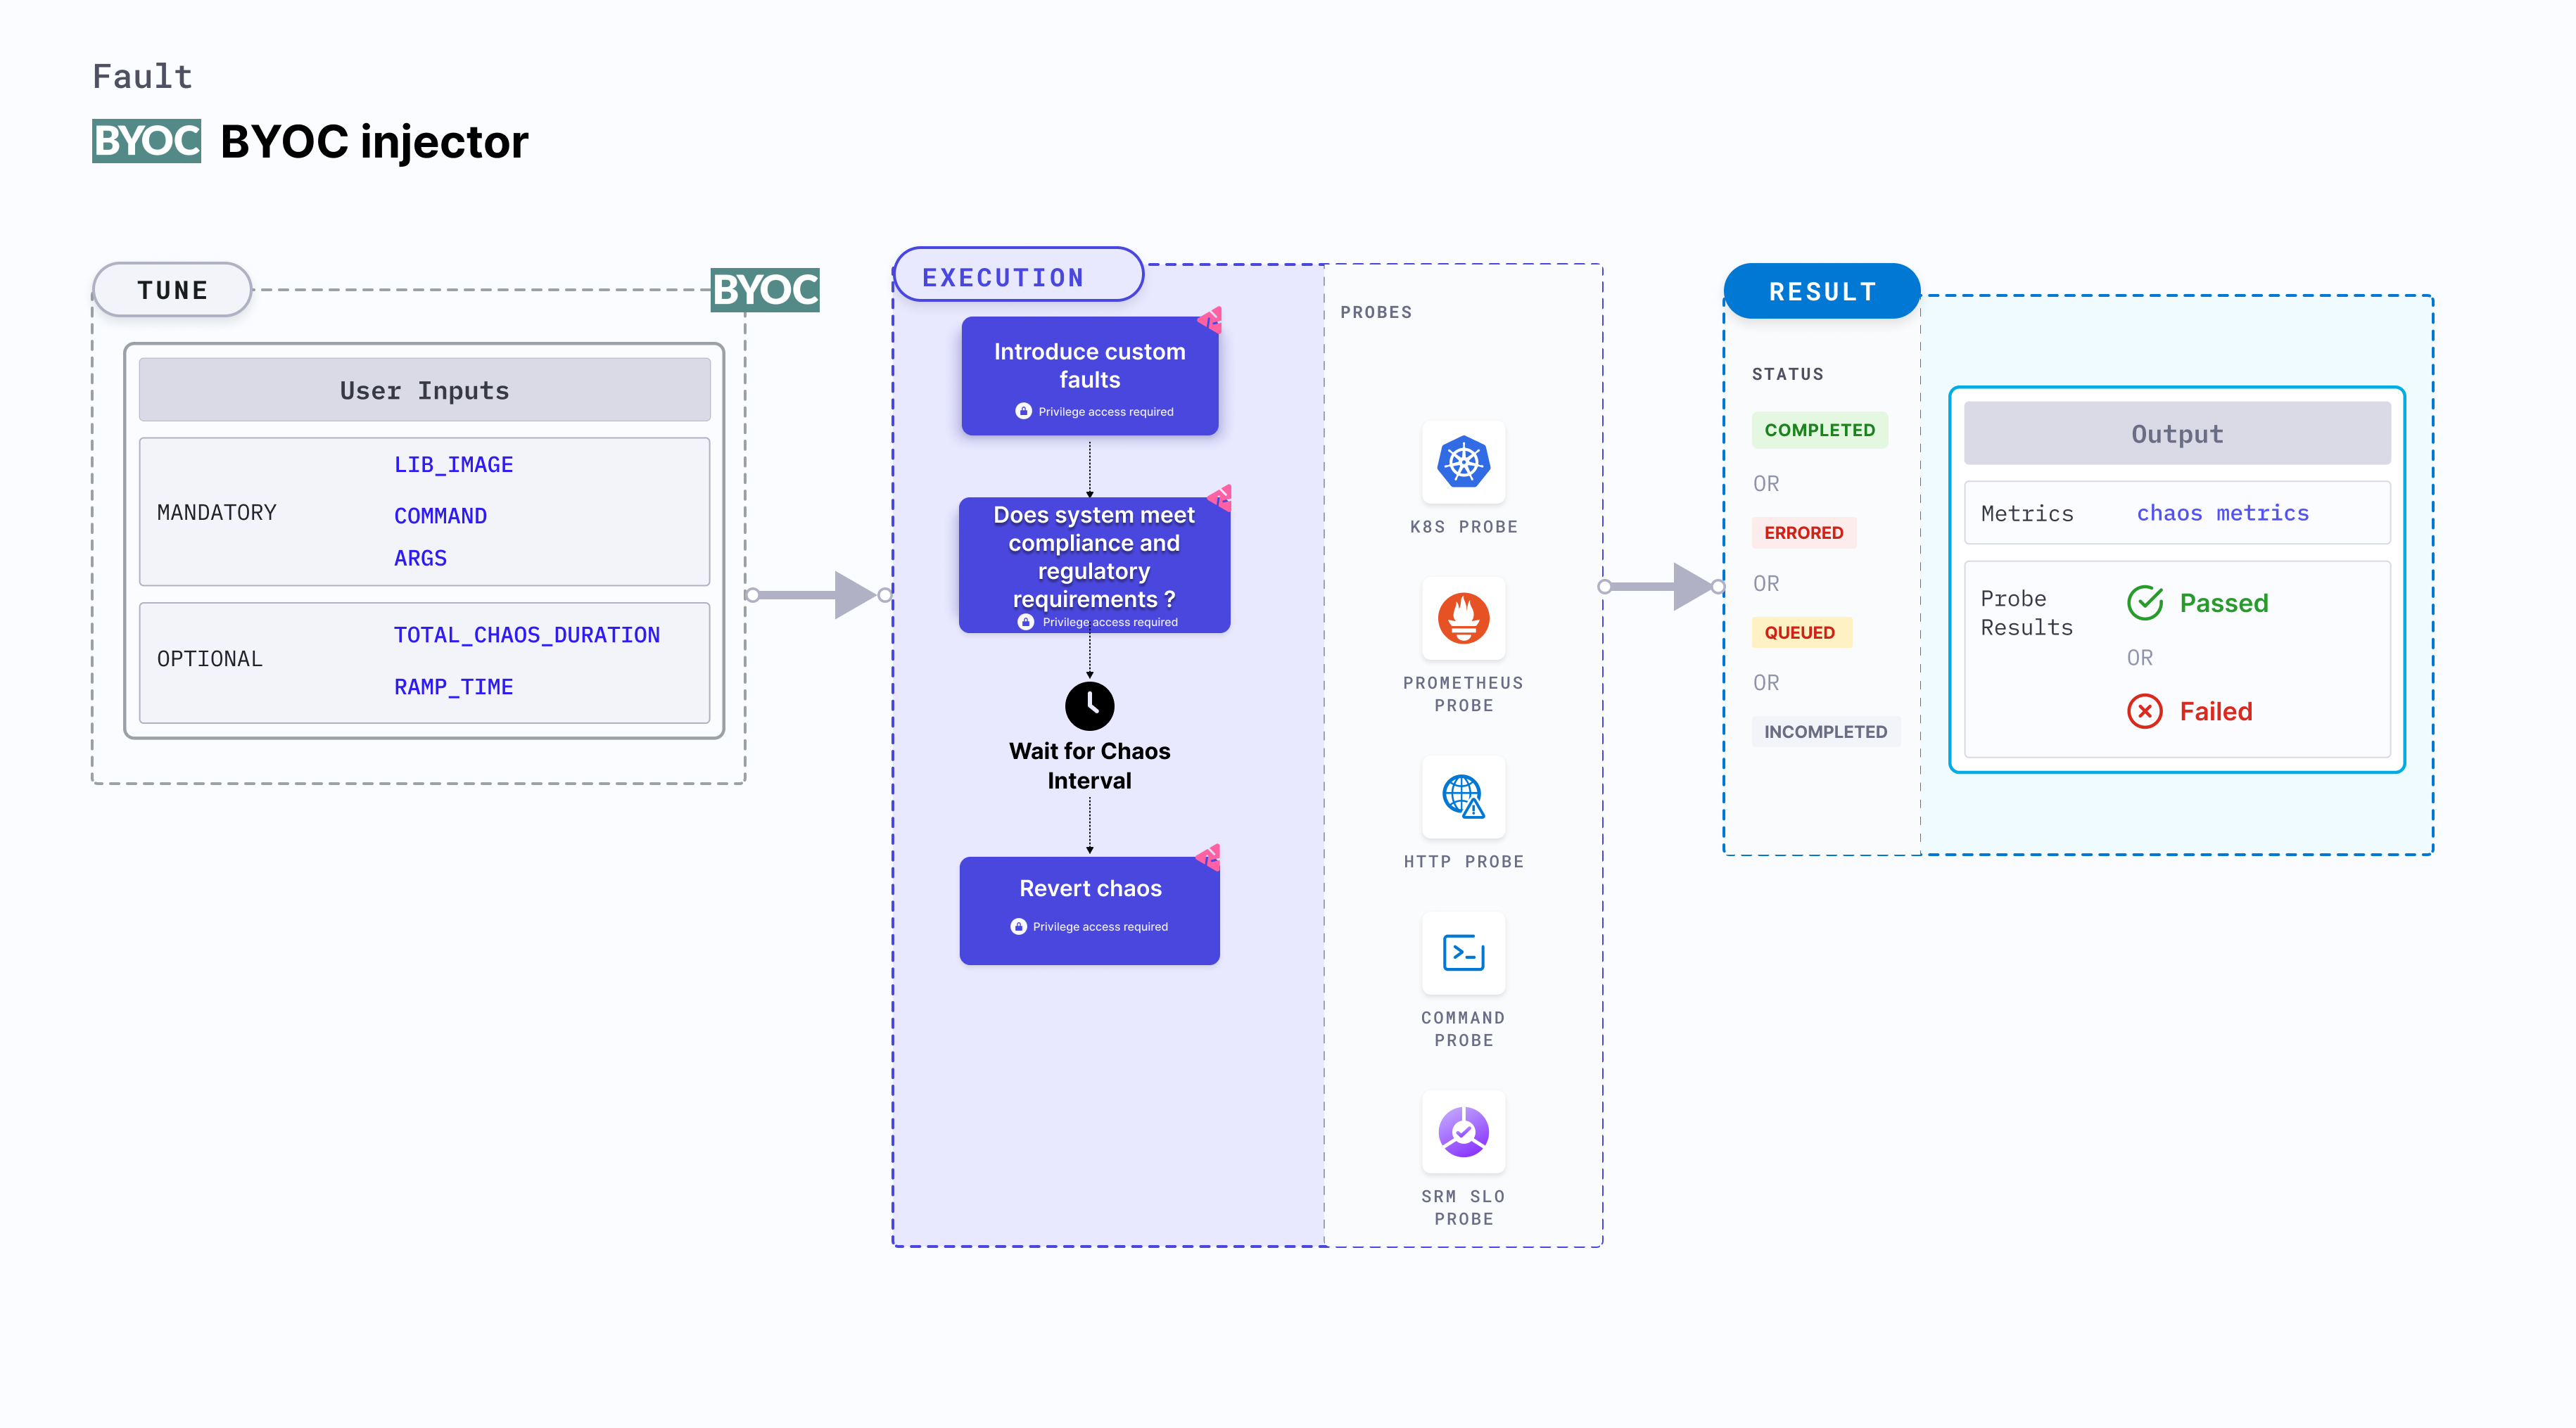 Fault
BYOC BYOC injector
TUNE
BYOC
User Inputs
MANDATORY
LIB_IMAGE
COMMAND
ARGS
OPTIONAL
TOTAL_CHAOS_DURATION
RAMP_TIME
EXECUTION
Introduce custom
faults
Privilege access required
Does system meet
compliance and
regulatory
requirements ?
Privilege access required
Wait for Chaos
Interval
Revert chaos
Privilege access required
PROBES
K8S PROBE
PROMETHEUS
PROBE
HTTP PROBE
COMMAND
PROBE
SRM SLO
PROBE
RESULT
STATUS
COMPLETED
OR
ERRORED
OR
QUEUED
OR
INCOMPLETED
Output
Metrics
chaos metrics
Probe
Results
Passed
OR
Failed